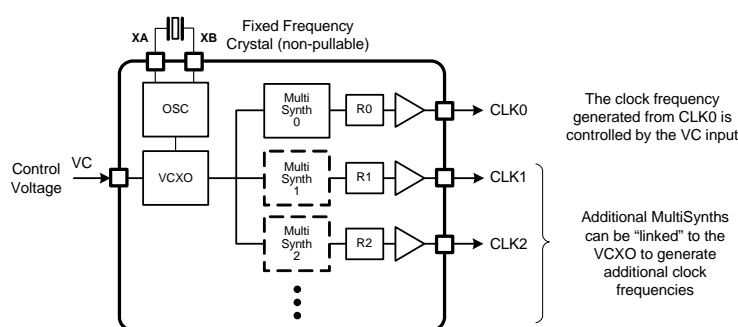 Fixed Frequency
Crystal (non-pullable)
XA
XB
OSC
Multi
Synth
0
R0
CLK0
The clock frequency
generated from CLK0 is
controlled by the VC input
Control
Voltage
VC
VCXO
Multi
Synth
1
R1
CLK1
Multi
Synth
2
R2
CLK2
Additional MultiSynths
can be “linked” to the
VCXO to generate
additional clock
frequencies